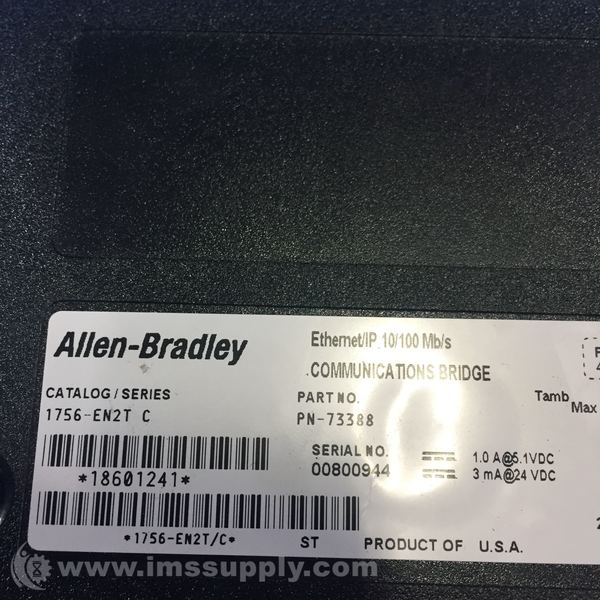 Allen-Bradley
Ethernet/IP 10/100 Mb/s
COMMUNICATIONS BRIDGE
CATALOG / SERIES
1756-EN2T C
PART NO.
PN-73388
Tamb
Max
SERIAL NO.
00800944
1.0 A@5.1VDC
3 mA@24 VDC
*18601241*
*1756-EN2T/C*
ST
PRODUCT OF U.S.A.
www.imssupply.com